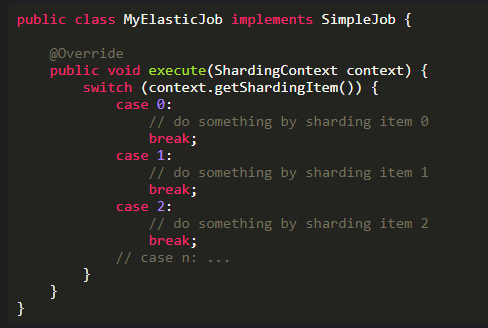 public class MyElasticJob implements SimpleJob {
@Override
public void execute(ShardingContext context) {
switch (context.getShardingItem()) {
case 0:
// do something by sharding item 0
break;
case 1:
// do something by sharding item 1
break;
case 2:
// do something by sharding item 2
break;
// case n: ...
}
}
}